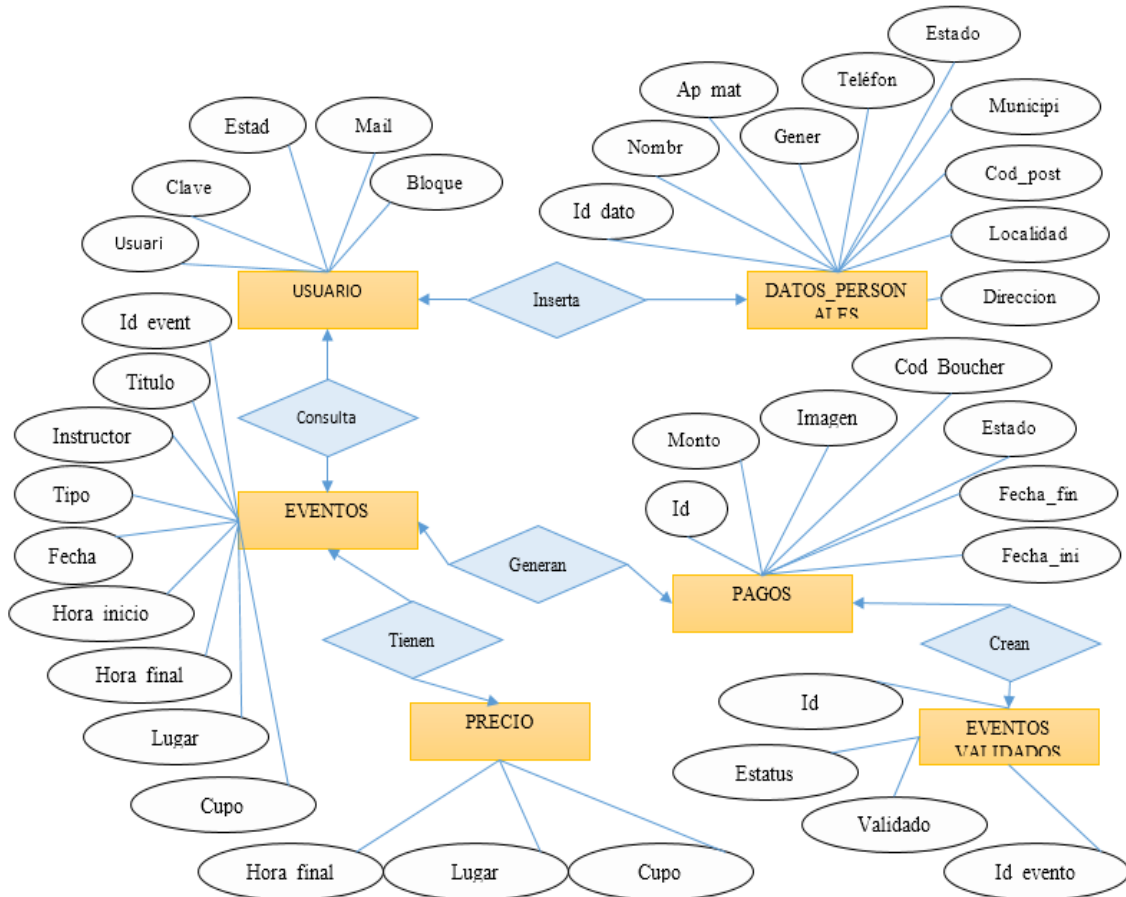 Estado
Teléfon
Ap mat
Municipi
Gener
Nombr
Cod_post
Id dato
Localidad
Direccion
Estad
Mail
Clave
Bloque
Usuari
USUARIO
Inserta
DATOS_PERSON
ALES
Id event
Titulo
Consulta
Instructor
Tipo
EVENTOS
Fecha
Hora inicio
Hora final
Lugar
Cupo
Cod Boucher
Imagen
Monto
Estado
Id
Fecha_fin
Fecha_ini
Generan
PAGOS
Tienen
Crean
PRECIO
Id
EVENTOS
VALIDADOS
Estatus
Validado
Id evento
Hora final
Lugar
Cupo